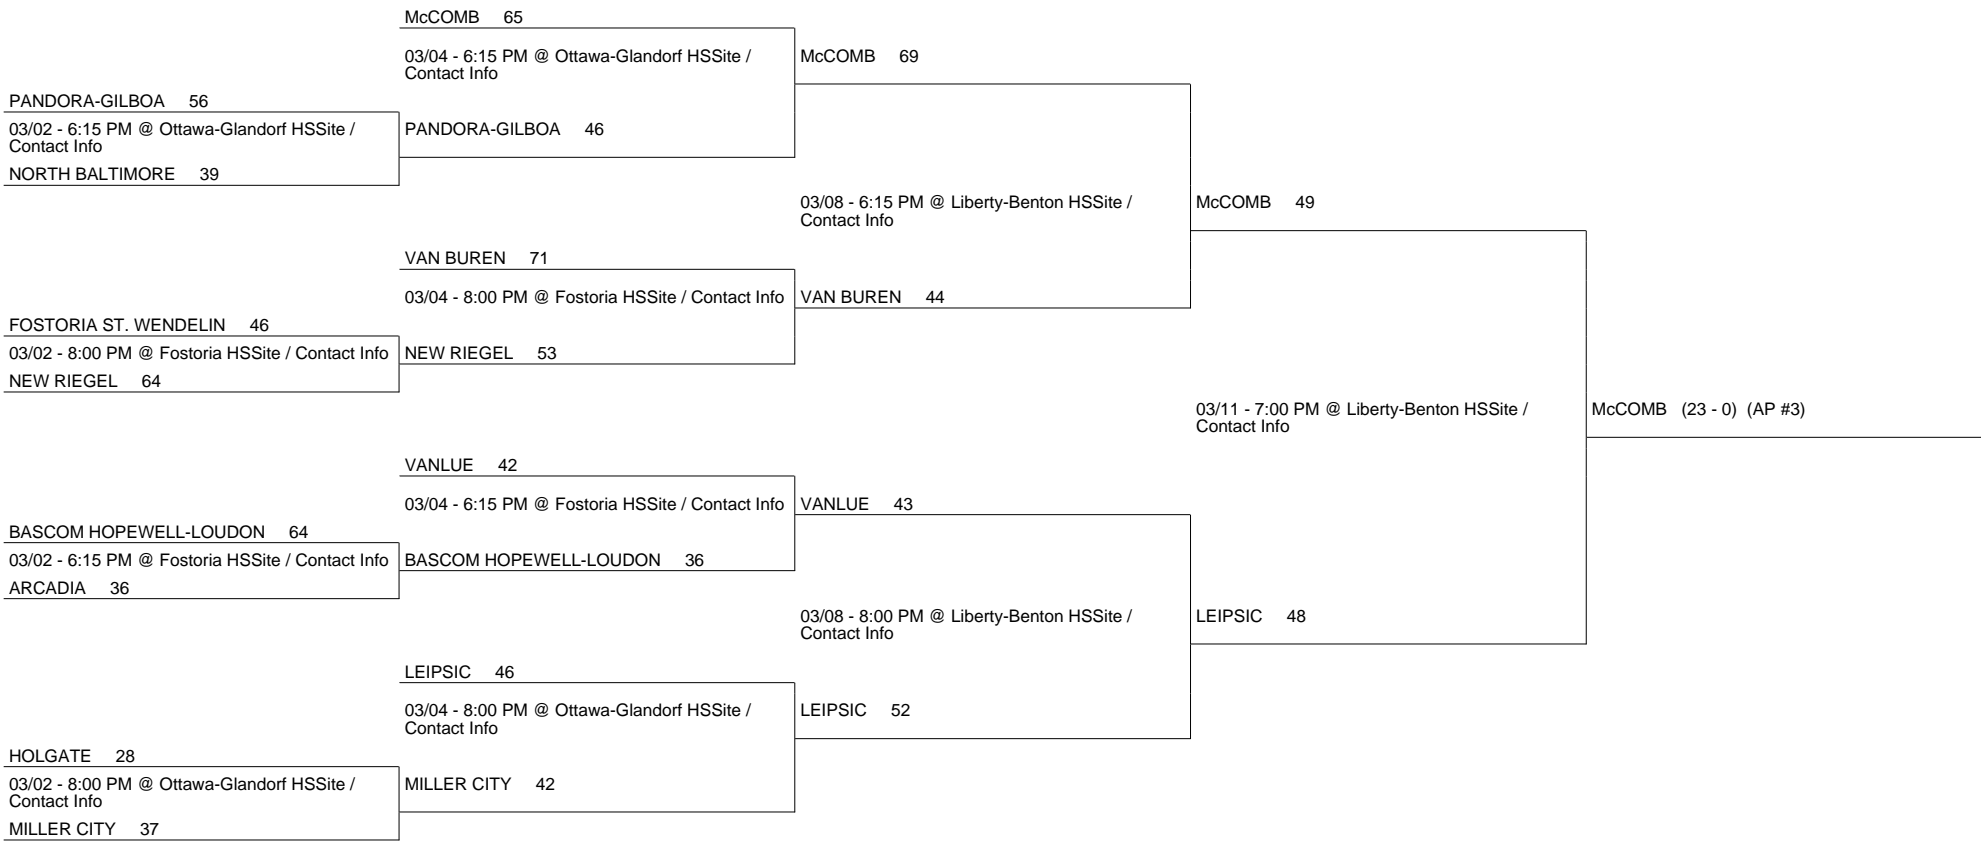 McCOMB 65
03/04 - 6:15 PM @ Ottawa-Glandorf HSSite /
Contact Info
McCOMB 69
PANDORA-GILBOA 56
03/02 - 6:15 PM @ Ottawa-Glandorf HSSite /
Contact Info
PANDORA-GILBOA 46
NORTH BALTIMORE 39
03/08 - 6:15 PM @ Liberty-Benton HSSite /
Contact Info
McCOMB 49
VAN BUREN 71
03/04 - 8:00 PM @ Fostoria HSSite / Contact Info
VAN BUREN 44
FOSTORIA ST. WENDELIN 46
03/02 - 8:00 PM @ Fostoria HSSite / Contact Info
NEW RIEGEL 53
NEW RIEGEL 64
03/11 - 7:00 PM @ Liberty-Benton HSSite /
Contact Info
McCOMB (23 - 0) (AP #3)
VANLUE 42
03/04 - 6:15 PM @ Fostoria HSSite / Contact Info
VANLUE 43
BASCOM HOPEWELL-LOUDON 64
03/02 - 6:15 PM @ Fostoria HSSite / Contact Info
BASCOM HOPEWELL-LOUDON 36
ARCADIA 36
03/08 - 8:00 PM @ Liberty-Benton HSSite /
Contact Info
LEIPSIC 48
LEIPSIC 46
03/04 - 8:00 PM @ Ottawa-Glandorf HSSite /
Contact Info
LEIPSIC 52
HOLGATE 28
03/02 - 8:00 PM @ Ottawa-Glandorf HSSite /
Contact Info
MILLER CITY 42
MILLER CITY 37